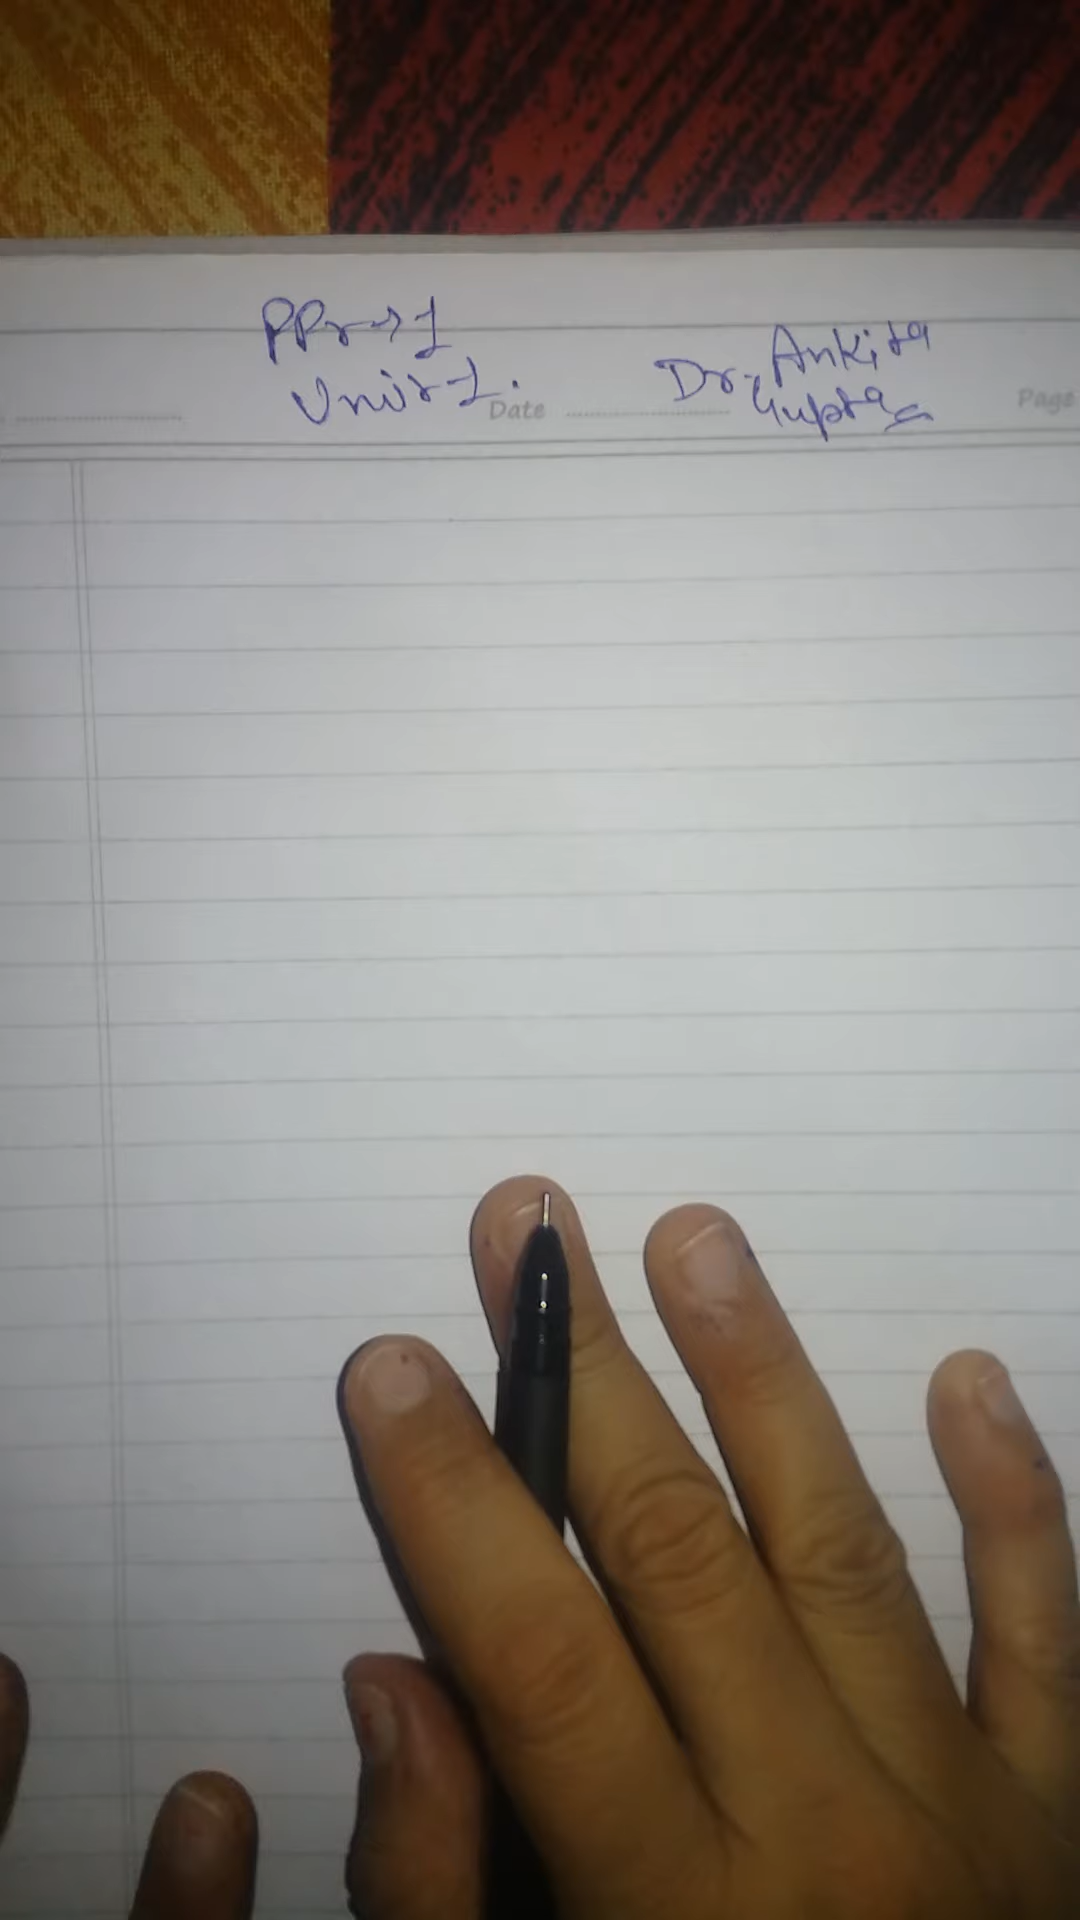 PPr → 1
Unit-1.
Dr. Ankita
Gupta
Date
Page